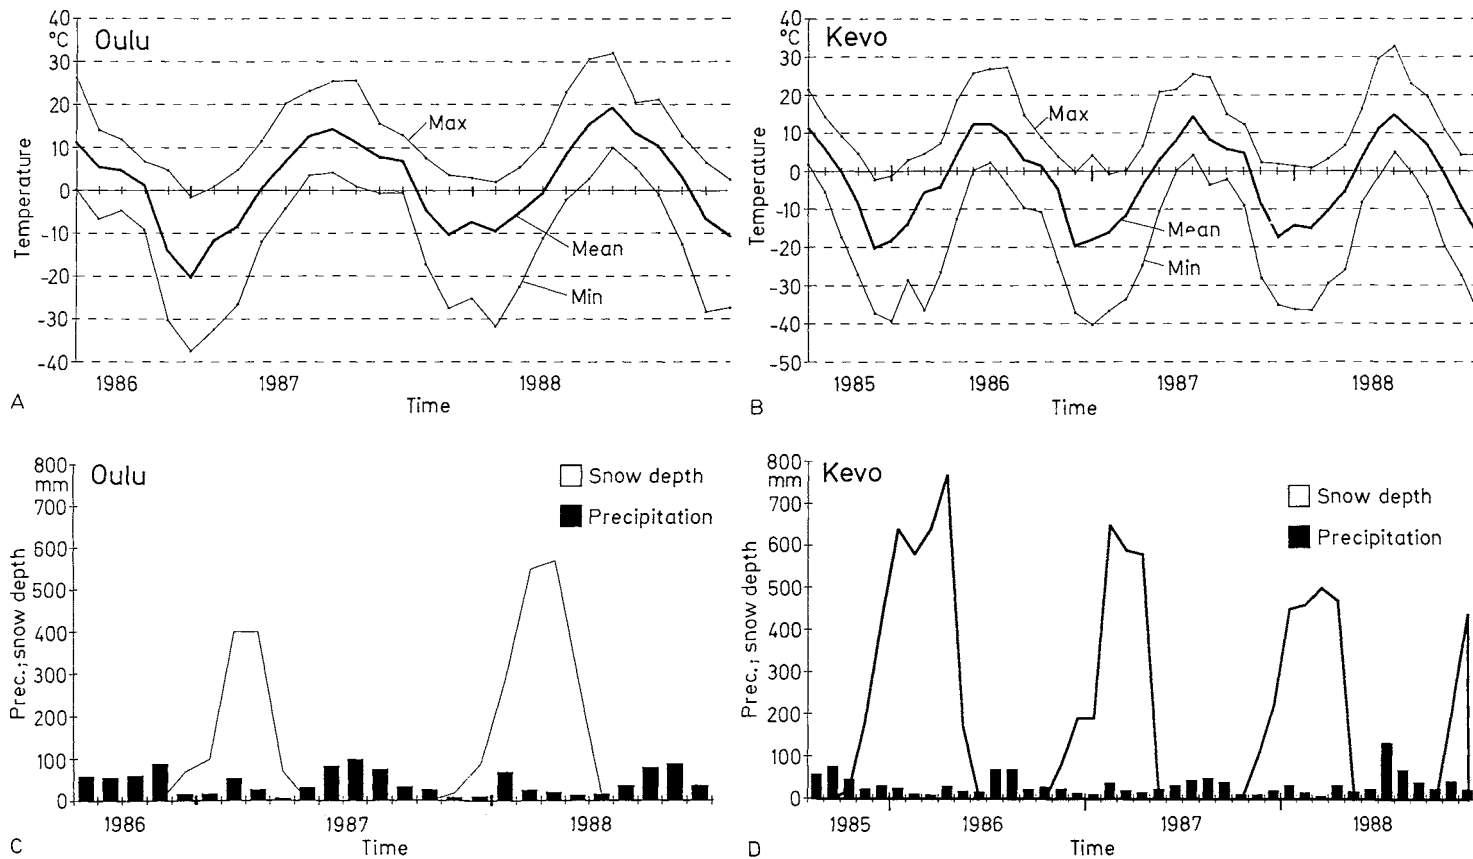 40
°C
30
20
10
0
-10
-20
-30
-40
Temperature
Oulu
Max
Mean
Min
1986
1987
1988
Time
A
40
°C
30
20
10
0
-10
-20
-30
-40
-50
Temperature
Kevo
Max
Mean
Min
1985
1986
1987
1988
Time
B
800
mm
700
600
500
400
300
200
100
0
Prec.; snow depth
Oulu
Snow depth
Precipitation
1986
1987
1988
Time
C
800
mm
700
600
500
400
300
200
100
0
Prec.; snow depth
Kevo
Snow depth
Precipitation
1985
1986
1987
1988
Time
D